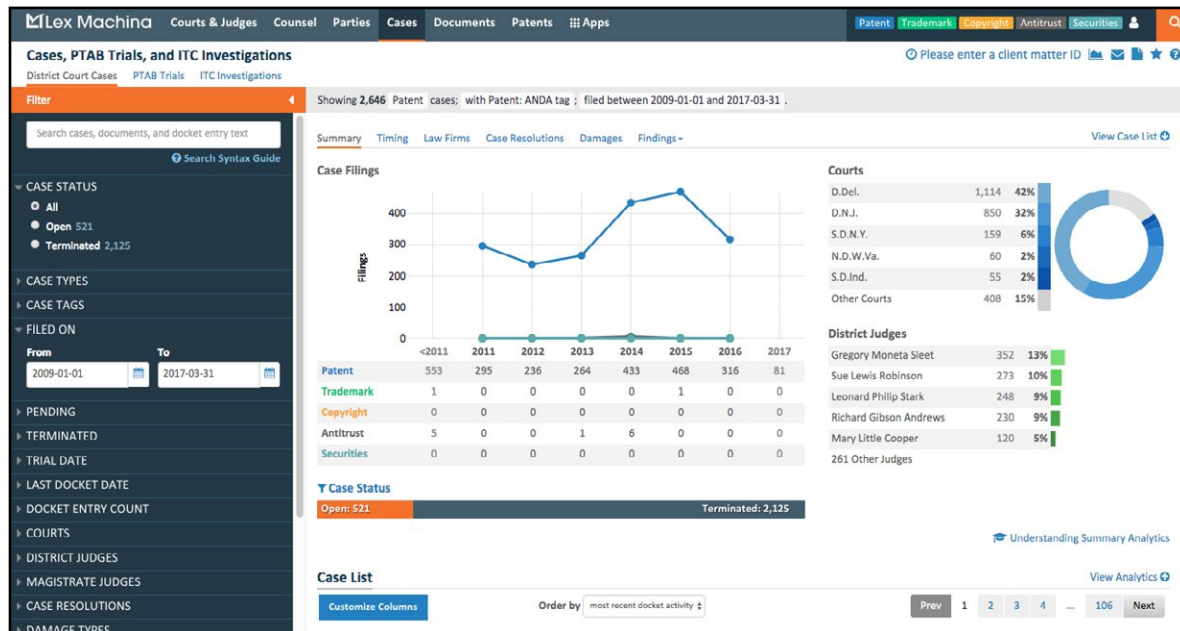 Lex Machina Courts & Judges Counsel Parties Cases Documents Patents Apps Patent Trademark Copyright Antitrust Securities
Cases, PTAB Trials, and ITC Investigations
Please enter a client matter ID
District Court Cases PTAB Trials ITC Investigations
Filter
Search cases, documents, and docket entry text
Search Syntax Guide
CASE STATUS
All
Open 521
Terminated 2,125
CASE TYPES
CASE TAGS
FILED ON
From To
2009-01-01 2017-03-31
PENDING
TERMINATED
TRIAL DATE
LAST DOCKET DATE
DOCKET ENTRY COUNT
COURTS
DISTRICT JUDGES
MAGISTRATE JUDGES
CASE RESOLUTIONS
DAMAGE TYPES
Showing 2,646 Patent cases; with Patent: ANDA tag ; filed between 2009-01-01 and 2017-03-31 .
Summary Timing Law Firms Case Resolutions Damages Findings
View Case List
Case Filings
Filings
400
300
200
100
0
<2011 2011 2012 2013 2014 2015 2016 2017
Patent 553 295 236 264 433 468 316 81
Trademark 1 0 0 0 0 1 0 0
Copyright 0 0 0 0 0 0 0 0
Antitrust 5 0 0 1 6 0 0 0
Securities 0 0 0 0 0 0 0 0
Courts
D.Del. 1,114 42%
D.N.J. 850 32%
S.D.N.Y. 159 6%
N.D.W.Va. 60 2%
S.D.Ind. 55 2%
Other Courts 408 15%
District Judges
Gregory Moneta Sleet 352 13%
Sue Lewis Robinson 273 10%
Leonard Philip Stark 248 9%
Richard Gibson Andrews 230 9%
Mary Little Cooper 120 5%
261 Other Judges
Case Status
Open: 521 Terminated: 2,125
Understanding Summary Analytics
Case List
View Analytics
Customize Columns Order by most recent docket activity Prev 1 2 3 4 ... 106 Next